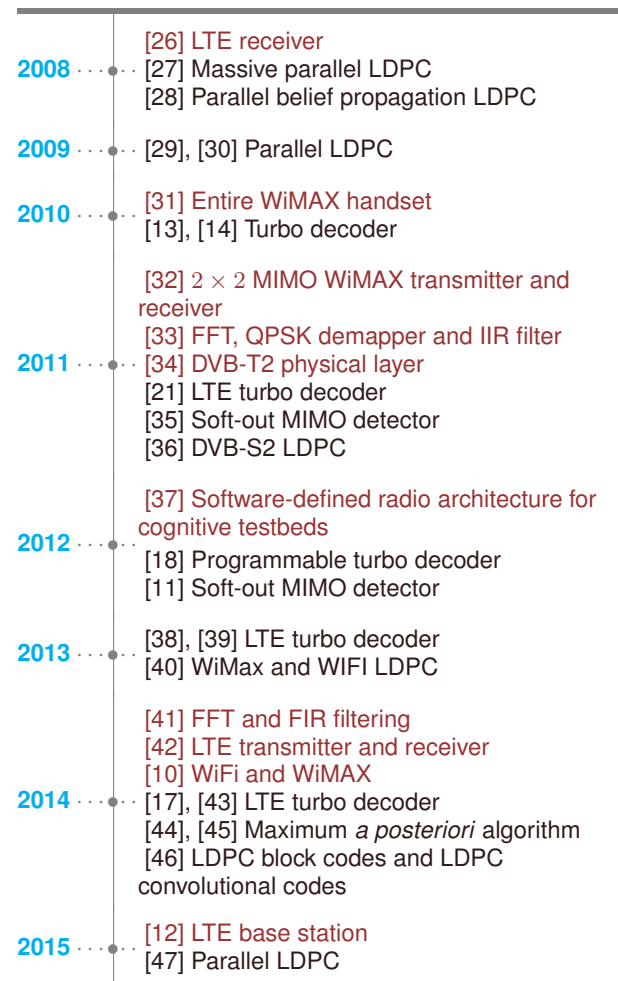 [26] LTE receiver
2008 [27] Massive parallel LDPC
[28] Parallel belief propagation LDPC
2009 [29], [30] Parallel LDPC
[31] Entire WiMAX handset
2010
[13], [14] Turbo decoder
[32] 2 × 2 MIMO WiMAX transmitter and
receiver
[33] FFT, QPSK demapper and IIR filter
2011 [34] DVB-T2 physical layer
[21] LTE turbo decoder
[35] Soft-out MIMO detector
[36] DVB-S2 LDPC
[37] Software-defined radio architecture for
cognitive testbeds
2012
[18] Programmable turbo decoder
[11] Soft-out MIMO detector
[38], [39] LTE turbo decoder
2013
[40] WiMax and WIFI LDPC
[41] FFT and FIR filtering
[42] LTE transmitter and receiver
[10] WiFi and WiMAX
2014 [17], [43] LTE turbo decoder
[44], [45] Maximum a posteriori algorithm
[46] LDPC block codes and LDPC
convolutional codes
[12] LTE base station
2015
[47] Parallel LDPC